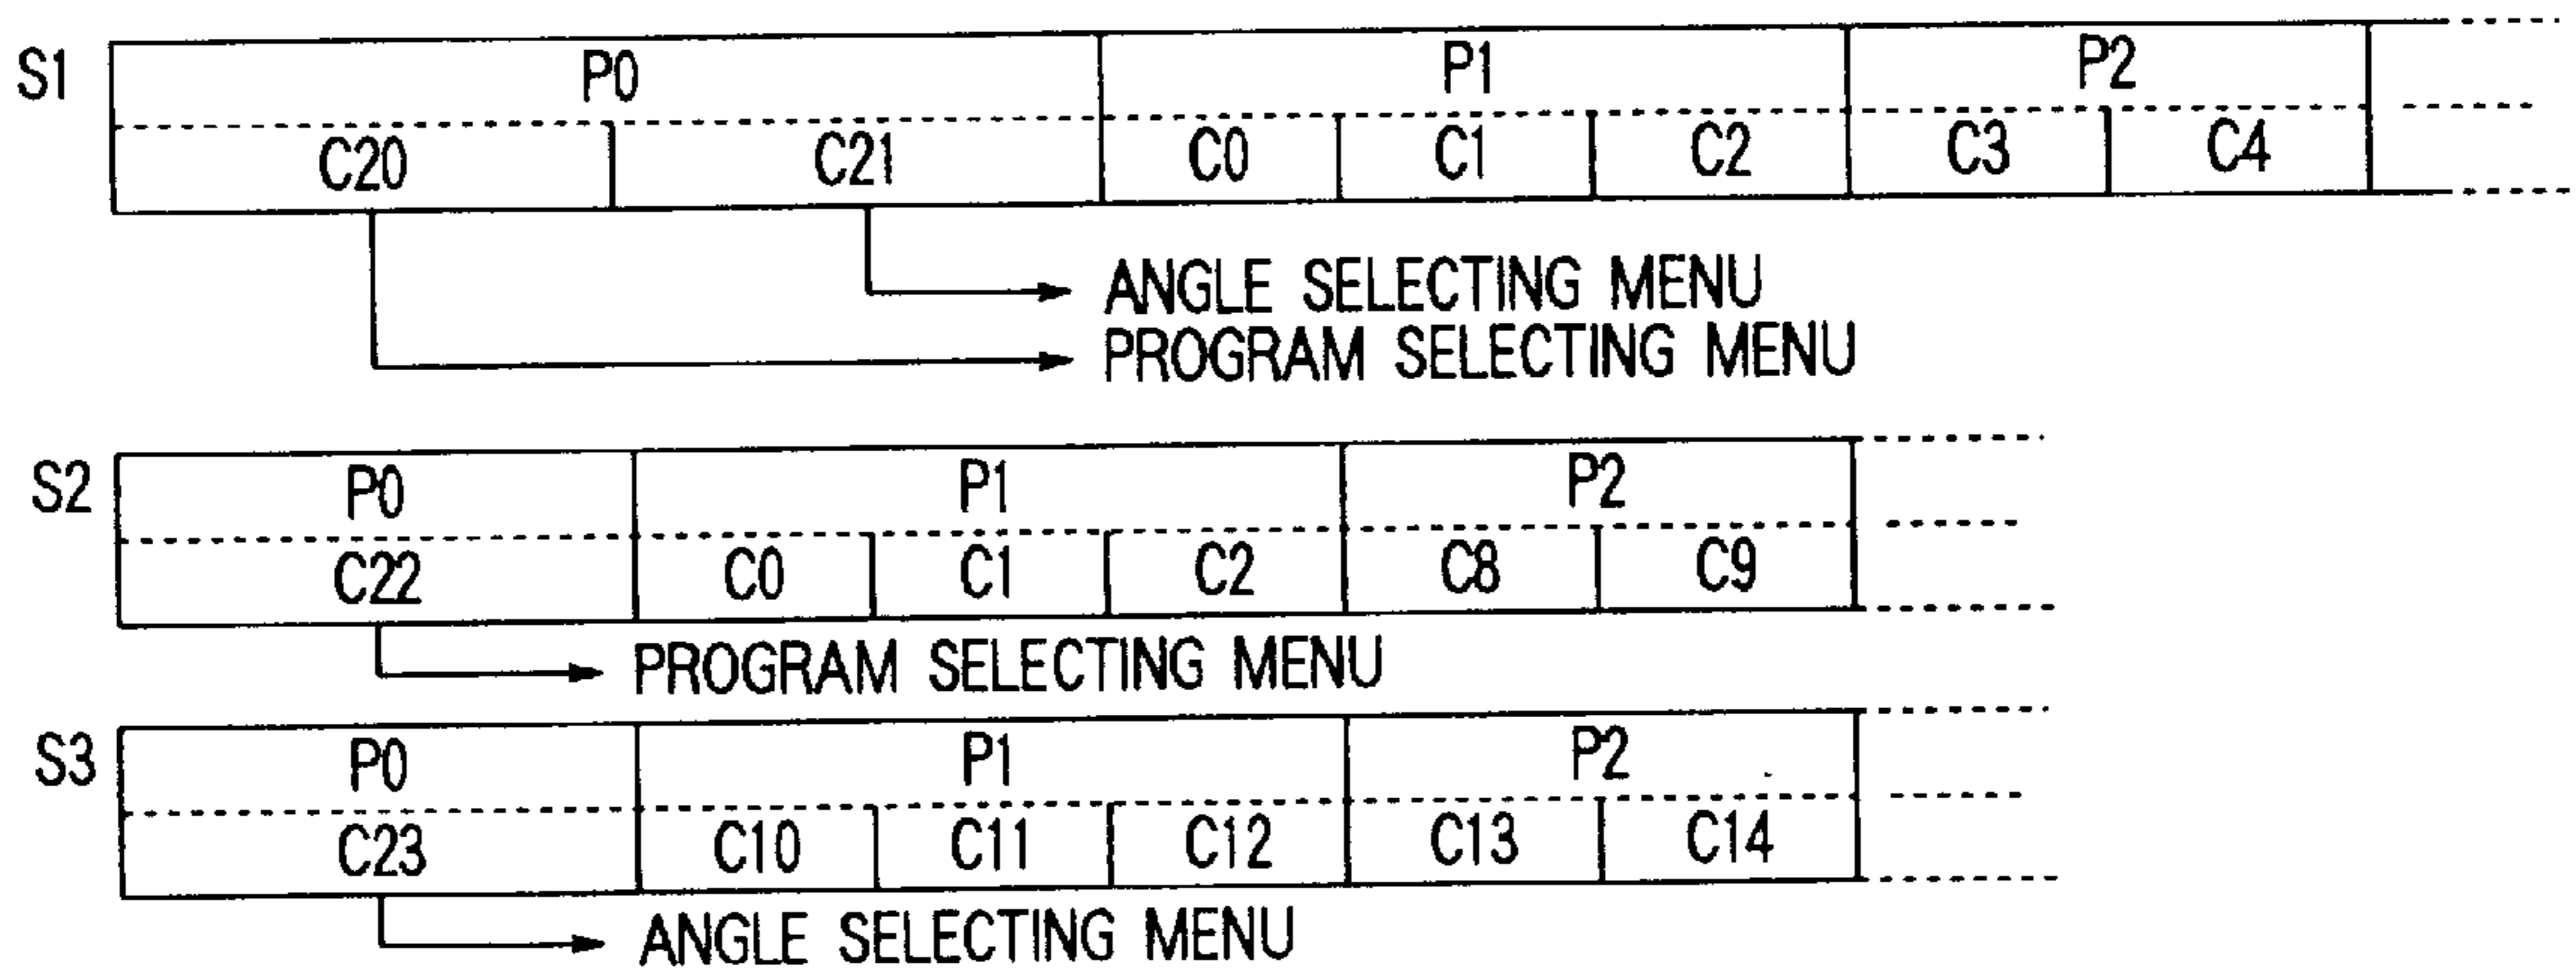 S1 P0 P1 P2
C20 C21 C0 C1 C2 C3 C4
ANGLE SELECTING MENU
PROGRAM SELECTING MENU
S2 P0 P1 P2
C22 C0 C1 C2 C8 C9
PROGRAM SELECTING MENU
S3 P0 P1 P2
C23 C10 C11 C12 C13 C14
ANGLE SELECTING MENU